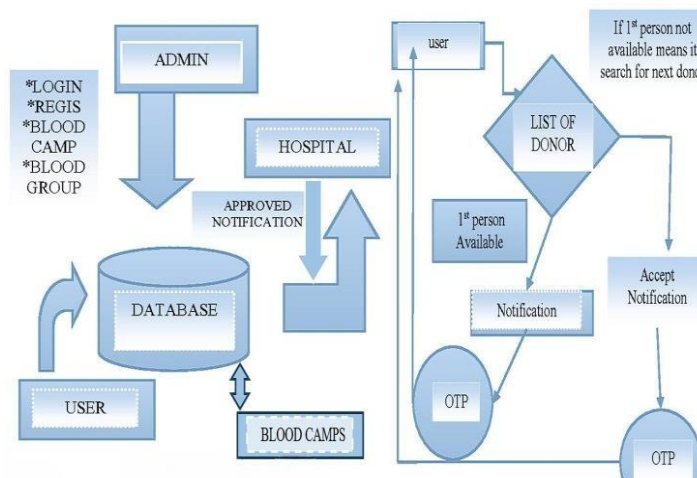 ADMIN
*LOGIN
*REGIS
*BLOOD
CAMP
*BLOOD
GROUP
HOSPITAL
APPROVED
NOTIFICATION
DATABASE
USER
BLOOD CAMPS
user
If 1st person not
available means it
search for next dono
LIST OF
DONOR
1st person
Available
Notification
Accept
Notification
OTP
OTP